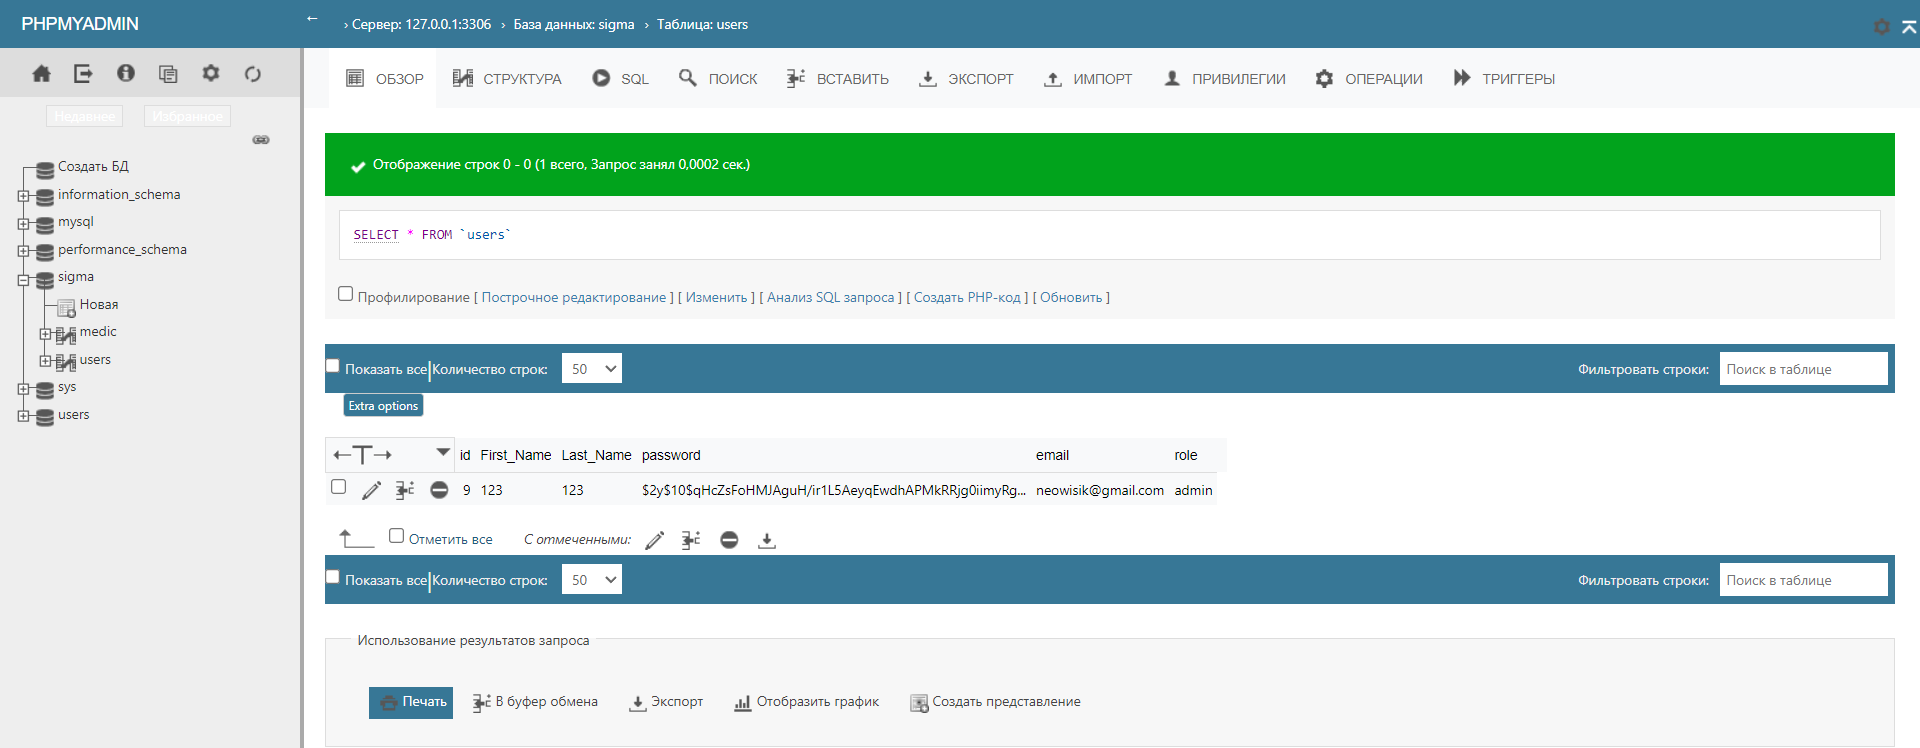 PHPMYADMIN
←
› Сервер: 127.0.0.1:3306 › База данных: sigma › Таблица: users
Недавнее Избранное
Создать БД
information_schema
mysql
performance_schema
sigma
Новая
medic
users
sys
users
ОБЗОР СТРУКТУРА SQL ПОИСК ВСТАВИТЬ ЭКСПОРТ ИМПОРТ ПРИВИЛЕГИИ ОПЕРАЦИИ ТРИГГЕРЫ
Отображение строк 0 - 0 (1 всего, Запрос занял 0,0002 сек.)
SELECT * FROM `users`
Профилирование [ Построчное редактирование ] [ Изменить ] [ Анализ SQL запроса ] [ Создать PHP-код ] [ Обновить ]
Показать все Количество строк: 50 Фильтровать строки: Поиск в таблице
Extra options
←T→ id First_Name Last_Name password email role
9 123 123 $2y$10$qHcZsFoHMJAguH/ir1L5AeyqEwdhAPMkRRjg0iimyRg... neowisik@gmail.com admin
Отметить все С отмеченными:
Показать все Количество строк: 50 Фильтровать строки: Поиск в таблице
Использование результатов запроса
Печать В буфер обмена Экспорт Отобразить график Создать представление